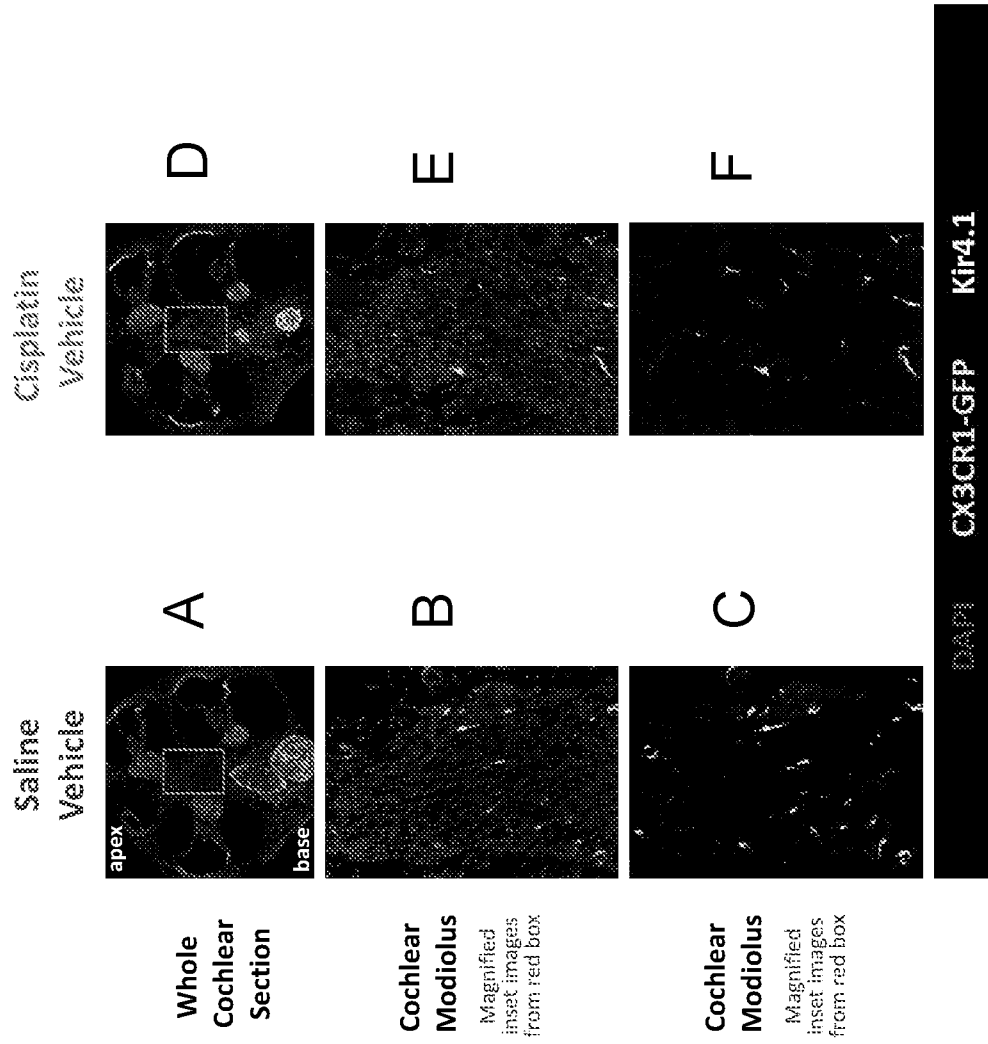 Saline
Vehicle
Cisplatin
Vehicle
Whole
Cochlear
Section
apex
base
A
D
Cochlear
Modiolus
Magnified
inset images
from red box
B
E
Cochlear
Modiolus
Magnified
inset images
from red box
C
F
DAPI CX3CR1-GFP Kir4.1